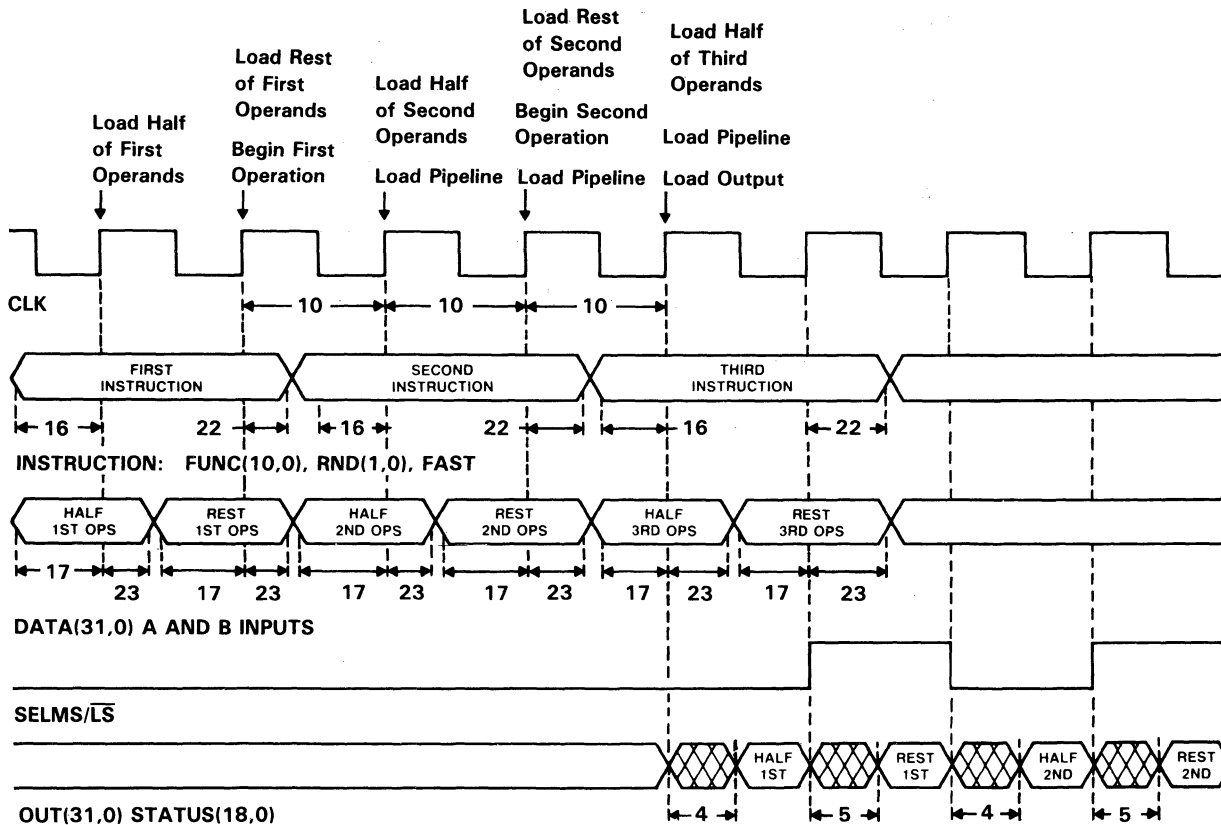 Load Half
of First
Operands
Load Rest
of First
Operands
Begin First
Operation
Load Half
of Second
Operands
Load Pipeline
Load Rest
of Second
Operands
Begin Second
Operation
Load Pipeline
Load Half
of Third
Operands
Load Pipeline
Load Output
CLK
10 10 10
FIRST
INSTRUCTION
SECOND
INSTRUCTION
THIRD
INSTRUCTION
16 22 16 22 16 22
INSTRUCTION: FUNC(10,0), RND(1,0), FAST
HALF
1ST OPS
REST
1ST OPS
HALF
2ND OPS
REST
2ND OPS
HALF
3RD OPS
REST
3RD OPS
17 23 17 23 17 23 17 23 17 23 17 23
DATA(31,0) A AND B INPUTS
SELMS/L̅S̅
HALF
1ST
REST
1ST
HALF
2ND
REST
2ND
4 5 4 5
OUT(31,0) STATUS(18,0)